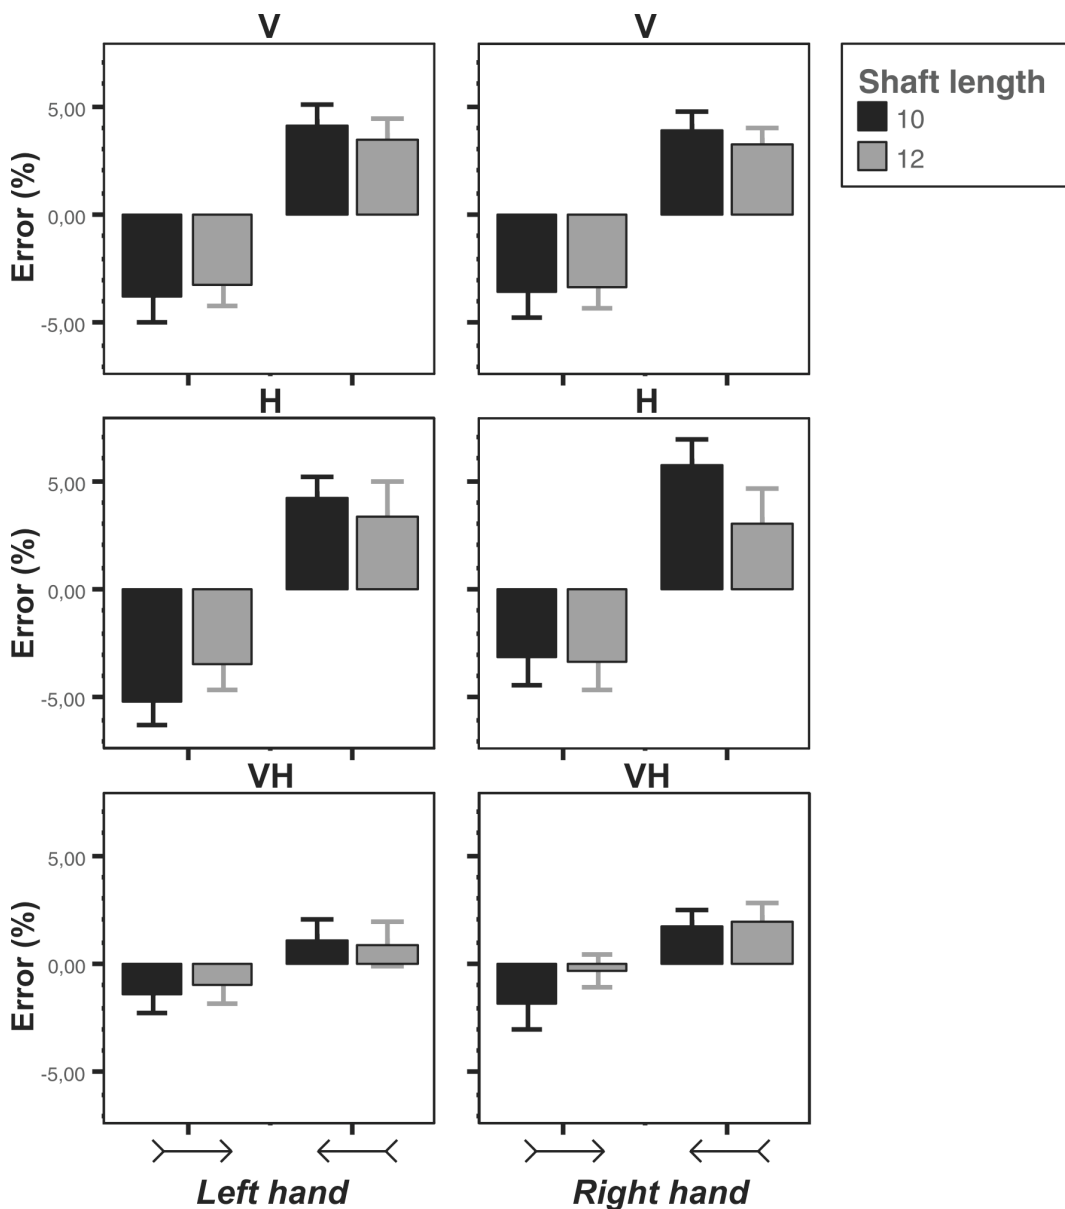 V
V
Shaft length
10
12
Error (%)
5,00
0,00
-5,00
H
H
Error (%)
5,00
0,00
-5,00
VH
VH
Error (%)
5,00
0,00
-5,00
Left hand
Right hand